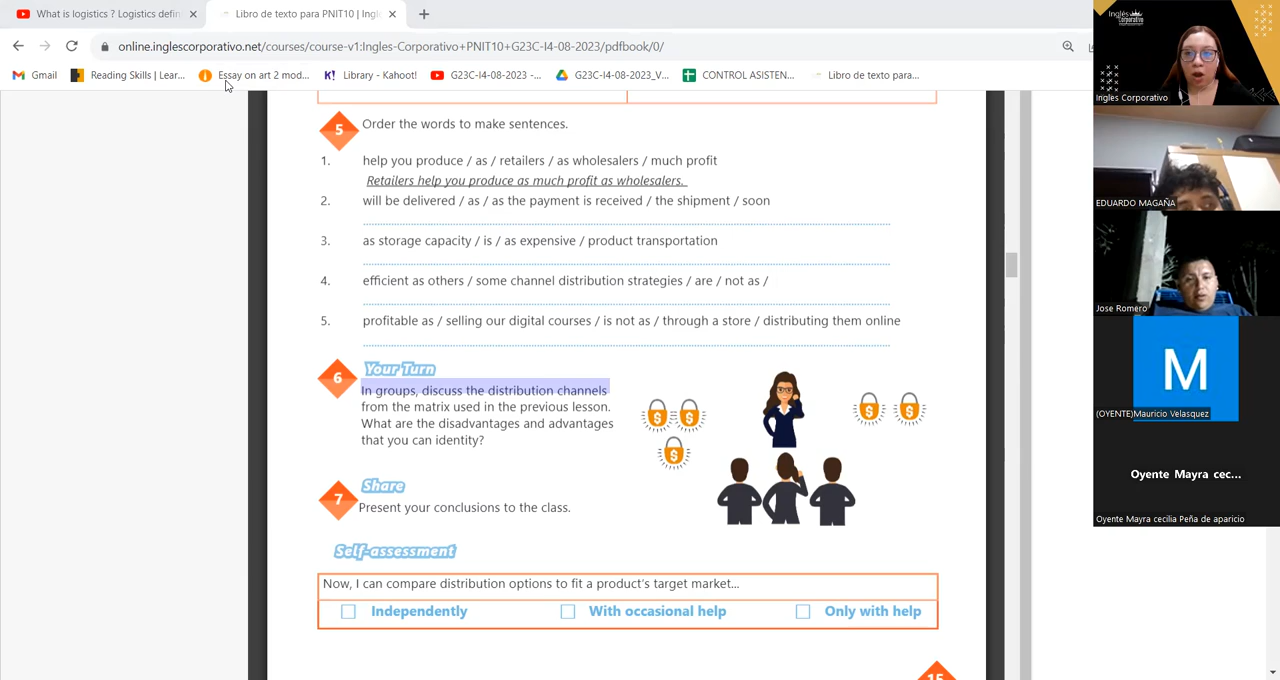 What is logistics ? Logistics defin
Libro de texto para PNIT10 | Ingl
online.inglescorporativo.net/courses/course-v1:Ingles-Corporativo+PNIT10+G23C-I4-08-2023/pdfbook/0/
Gmail
Reading Skills | Lear...
Essay on art 2 mod...
K!
Library - Kahoot!
G23C-I4-08-2023 -...
G23C-I4-08-2023_V...
CONTROL ASISTEN...
Libro de texto para...
5
Order the words to make sentences.
1. help you produce / as / retailers / as wholesalers / much profit
Retailers help you produce as much profit as wholesalers.
2. will be delivered / as / as the payment is received / the shipment / soon
3. as storage capacity / is / as expensive / product transportation
4. efficient as others / some channel distribution strategies / are / not as /
5. profitable as / selling our digital courses / is not as / through a store / distributing them online
6
Your Turn
In groups, discuss the distribution channels
from the matrix used in the previous lesson.
What are the disadvantages and advantages
that you can identity?
$ $
$
$ $
7
Share
Present your conclusions to the class.
Self-assessment
Now, I can compare distribution options to fit a product's target market...
Independently
With occasional help
Only with help
15
Inglés
Corporativo
Ingles Corporativo
EDUARDO MAGAÑA
Jose Romero
M
(OYENTE)Mauricio Velasquez
Oyente Mayra cec...
Oyente Mayra cecilia Peña de aparicio